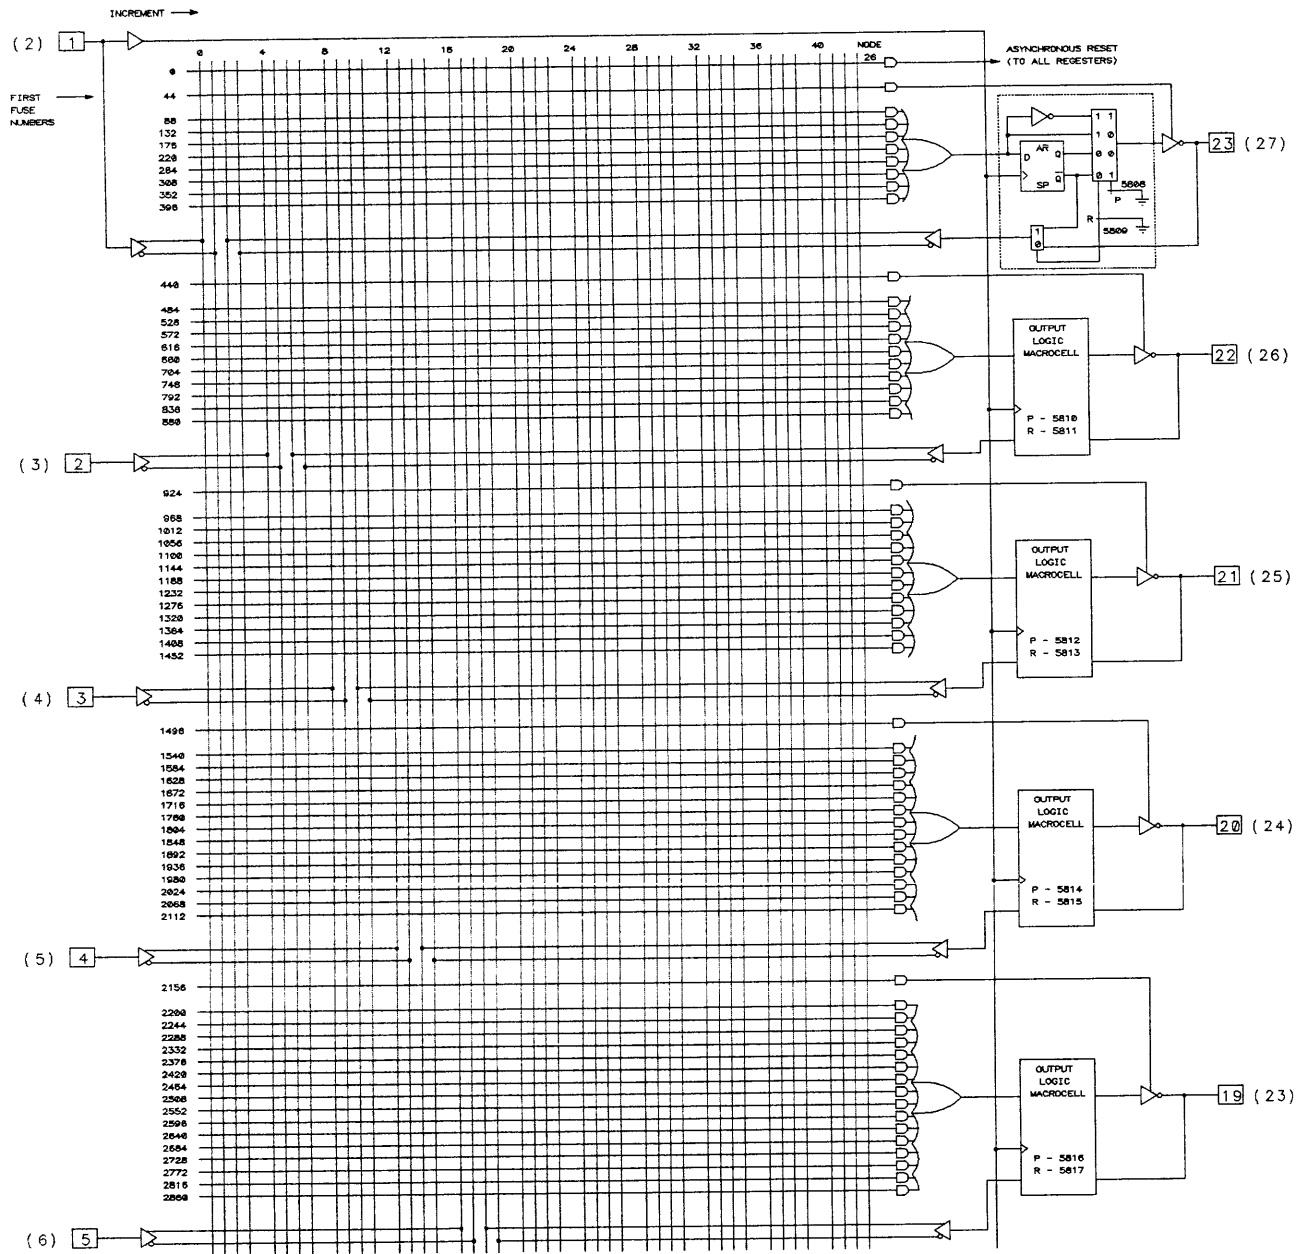 INCREMENT
(2) 1
0 4 8 12 16 20 24 28 32 36 40 NODE
26
ASYNCHRONOUS RESET
(TO ALL REGESTERS)
FIRST
FUSE
NUMBERS
0
44
88
132
176
220
264
308
352
396
1 1
1 0
0 0
0 1
D AR Q
SP Q
5808
P
R
5809
1
0
23 (27)
440
484
528
572
616
660
704
748
792
836
880
OUTPUT
LOGIC
MACROCELL
P - 5810
R - 5811
22 (26)
(3) 2
924
968
1012
1056
1100
1144
1188
1232
1276
1320
1364
1408
1452
OUTPUT
LOGIC
MACROCELL
P - 5812
R - 5813
21 (25)
(4) 3
1496
1540
1584
1628
1672
1716
1760
1804
1848
1892
1936
1980
2024
2068
2112
OUTPUT
LOGIC
MACROCELL
P - 5814
R - 5815
20 (24)
(5) 4
2156
2200
2244
2288
2332
2376
2420
2464
2508
2552
2596
2640
2684
2728
2772
2816
2860
OUTPUT
LOGIC
MACROCELL
P - 5816
R - 5817
19 (23)
(6) 5